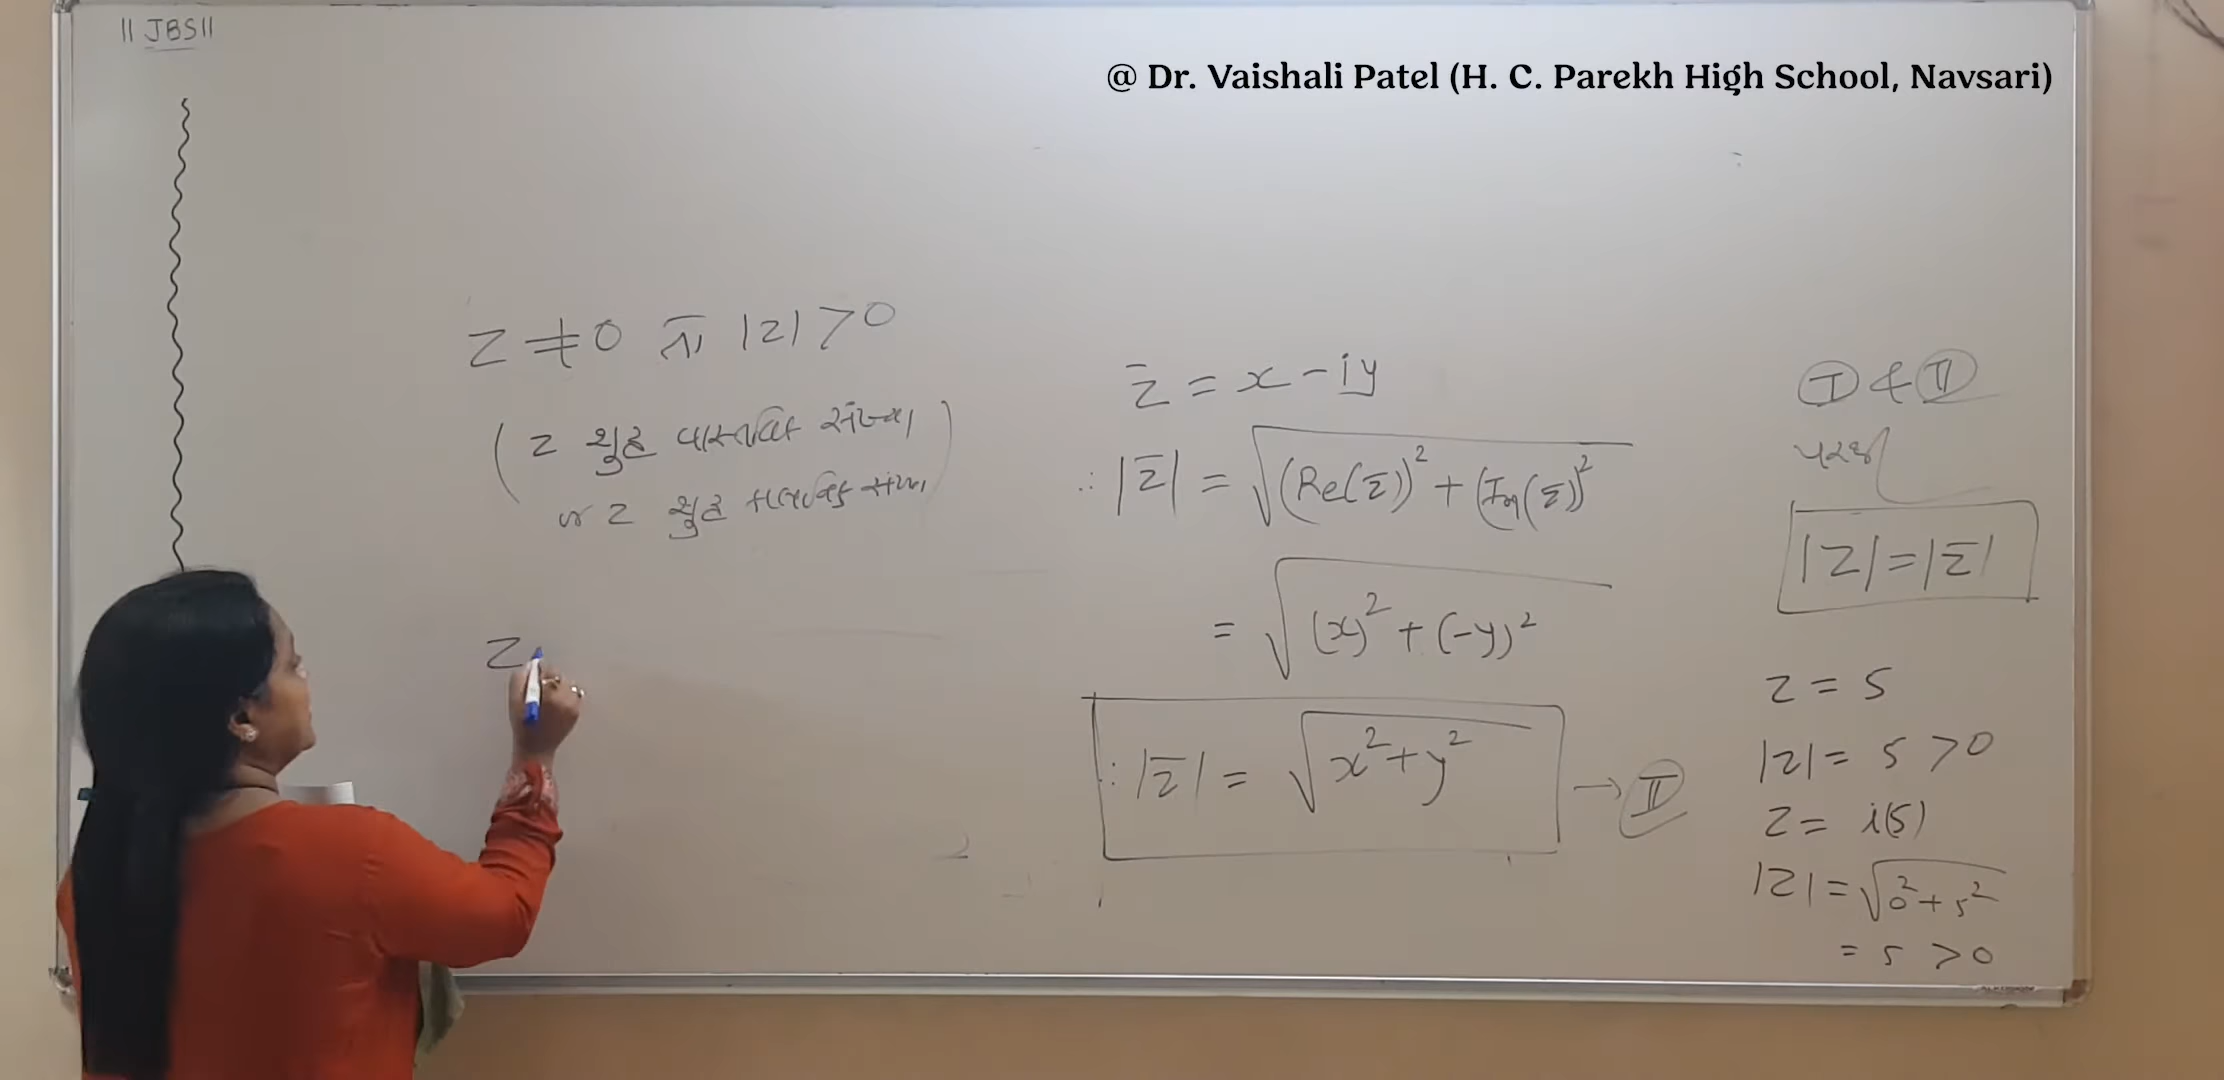 || JBS ||
@ Dr. Vaishali Patel (H. C. Parekh High School, Navsari)
z ≠ 0 તો |z| > 0
( z શુદ્ધ વાસ્તવિક સંખ્યા
z શુદ્ધ
z
z̄ = x - iy
∴ |z̄| = √(Re(z̄))² + (Im(z̄))²
= √(x)² + (-y)²
∴ |z̄| = √x² + y² → II
I & II
પરથી
|z| = |z̄|
z = 5
|z| = 5 > 0
z = i(5)
|z| = √0² + 5²
= 5 > 0